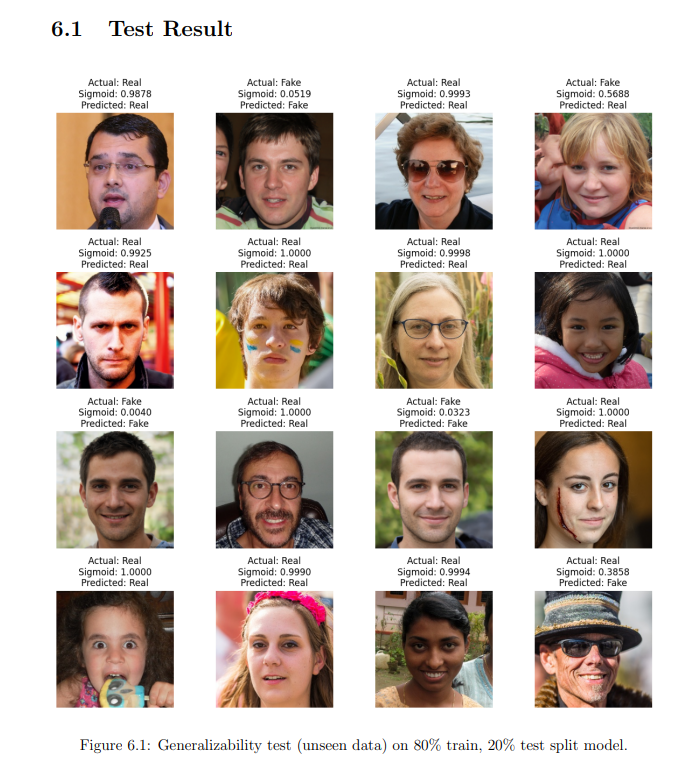 6.1 Test Result
Actual: Real
Sigmoid: 0.9878
Predicted: Real
Actual: Fake
Sigmoid: 0.0519
Predicted: Fake
Actual: Real
Sigmoid: 0.9993
Predicted: Real
Actual: Fake
Sigmoid: 0.5688
Predicted: Real
Actual: Real
Sigmoid: 0.9925
Predicted: Real
Actual: Real
Sigmoid: 1.0000
Predicted: Real
Actual: Real
Sigmoid: 0.9998
Predicted: Real
Actual: Real
Sigmoid: 1.0000
Predicted: Real
Actual: Fake
Sigmoid: 0.0040
Predicted: Fake
Actual: Real
Sigmoid: 1.0000
Predicted: Real
Actual: Fake
Sigmoid: 0.0323
Predicted: Fake
Actual: Real
Sigmoid: 1.0000
Predicted: Real
Actual: Real
Sigmoid: 1.0000
Predicted: Real
Actual: Real
Sigmoid: 0.9990
Predicted: Real
Actual: Real
Sigmoid: 0.9994
Predicted: Real
Actual: Real
Sigmoid: 0.3858
Predicted: Fake
Figure 6.1: Generalizability test (unseen data) on 80% train, 20% test split model.